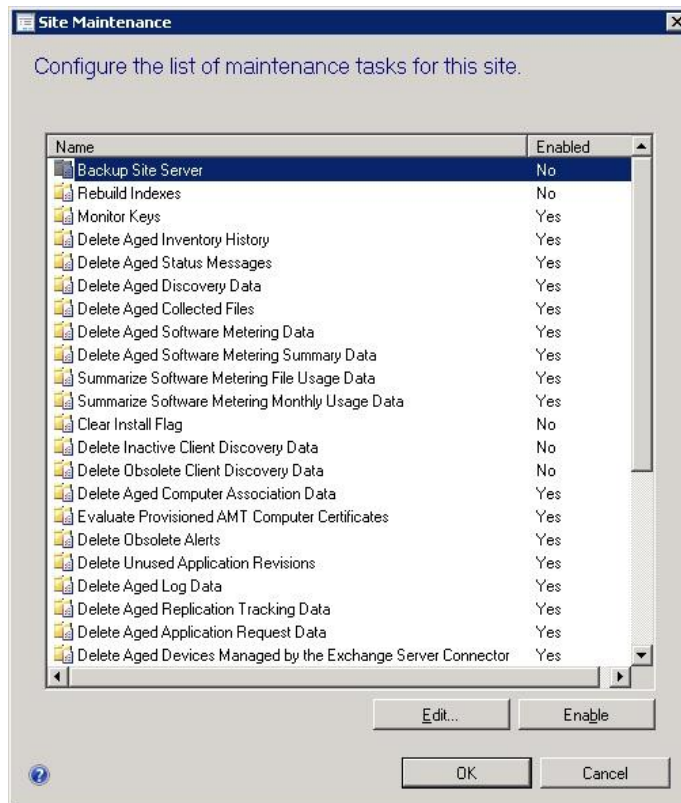 Site Maintenance
Configure the list of maintenance tasks for this site.
Name Enabled
Backup Site Server No
Rebuild Indexes No
Monitor Keys Yes
Delete Aged Inventory History Yes
Delete Aged Status Messages Yes
Delete Aged Discovery Data Yes
Delete Aged Collected Files Yes
Delete Aged Software Metering Data Yes
Delete Aged Software Metering Summary Data Yes
Summarize Software Metering File Usage Data Yes
Summarize Software Metering Monthly Usage Data Yes
Clear Install Flag No
Delete Inactive Client Discovery Data No
Delete Obsolete Client Discovery Data No
Delete Aged Computer Association Data Yes
Evaluate Provisioned AMT Computer Certificates Yes
Delete Obsolete Alerts Yes
Delete Unused Application Revisions Yes
Delete Aged Log Data Yes
Delete Aged Replication Tracking Data Yes
Delete Aged Application Request Data Yes
Delete Aged Devices Managed by the Exchange Server Connector Yes
Edit... Enable
OK Cancel